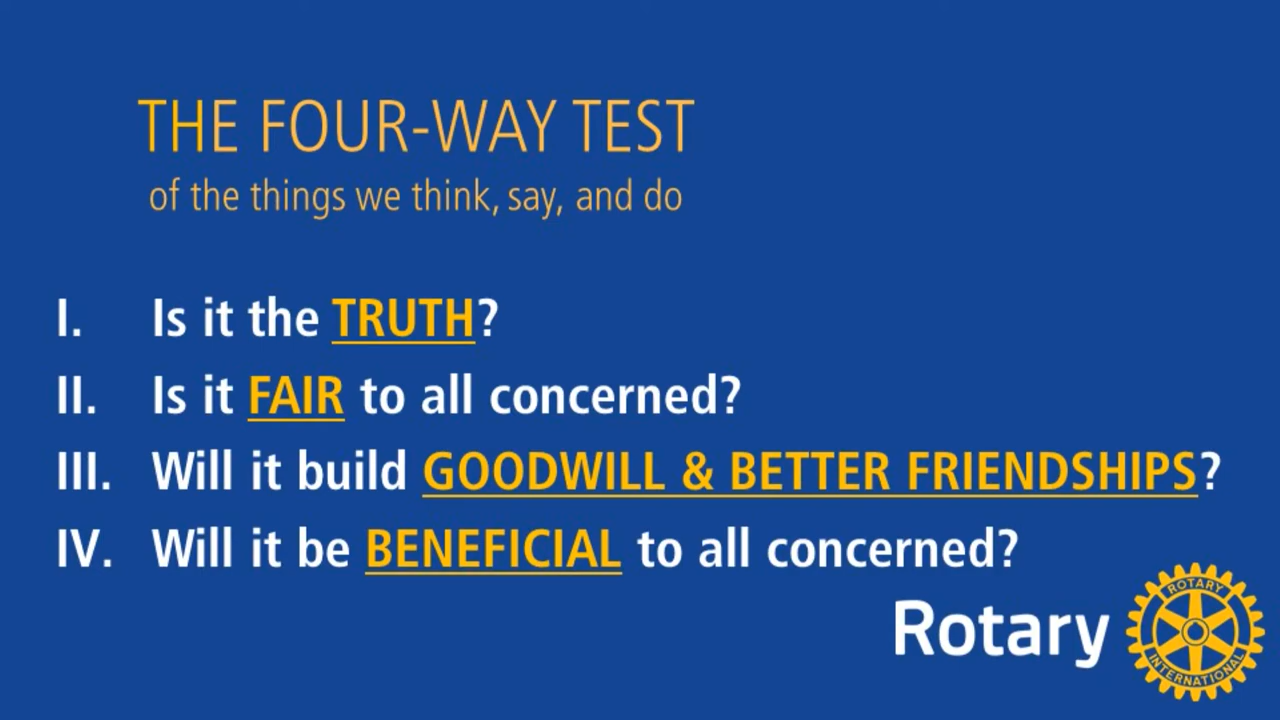 THE FOUR-WAY TEST
of the things we think, say, and do
I. Is it the TRUTH?
II. Is it FAIR to all concerned?
III. Will it build GOODWILL & BETTER FRIENDSHIPS?
IV. Will it be BENEFICIAL to all concerned?
Rotary
ROTARY
INTERNATIONAL